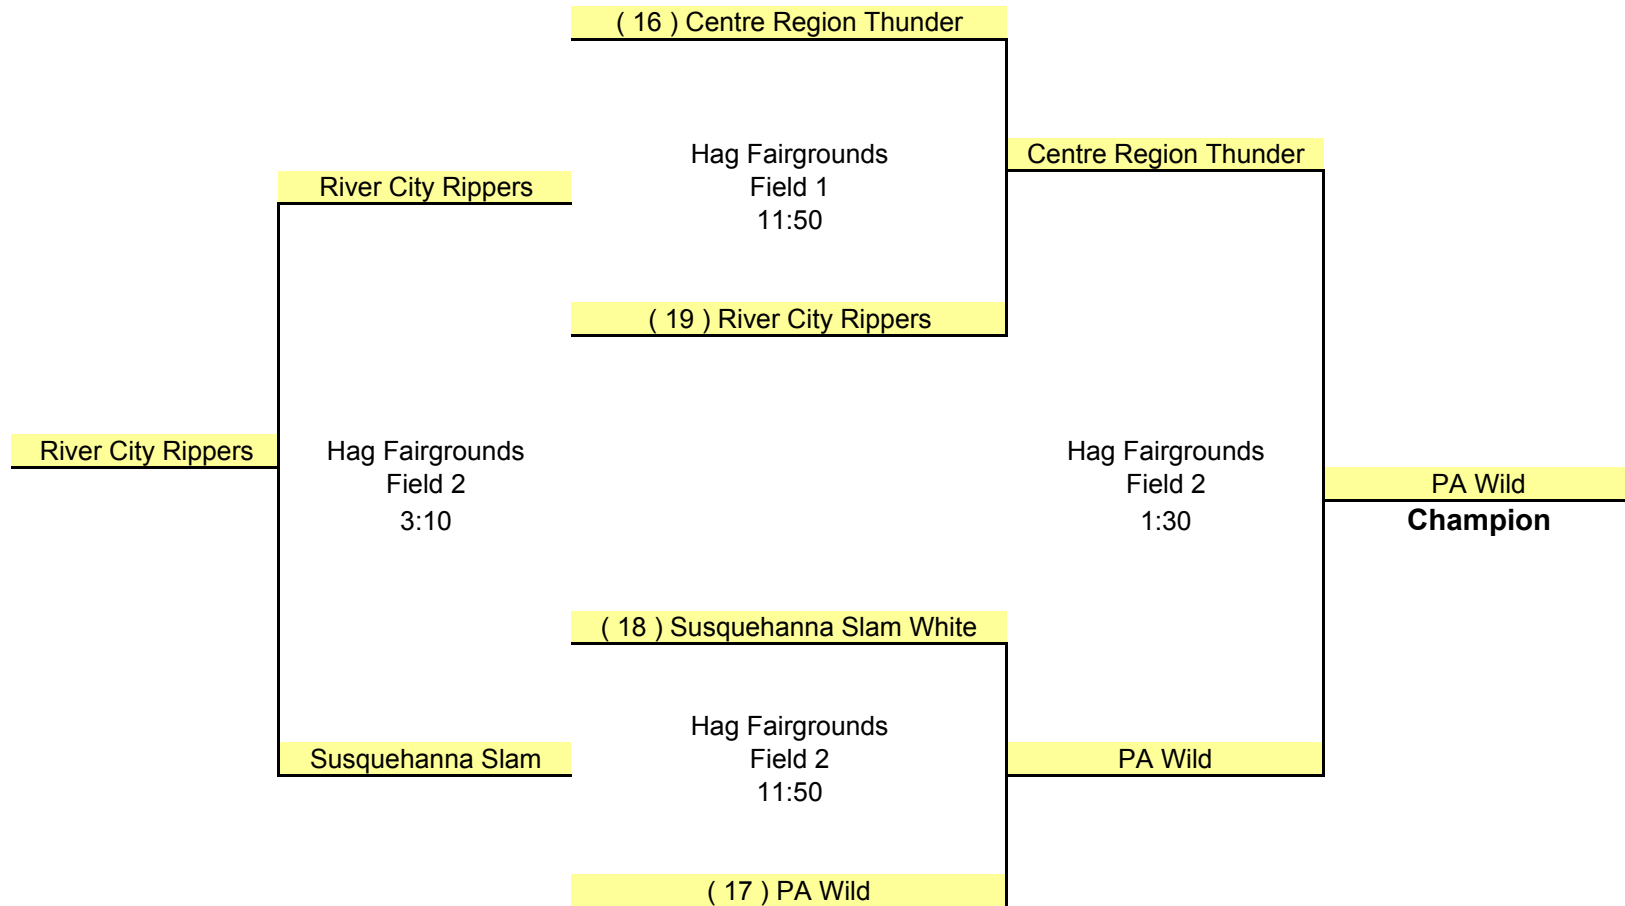 ( 16 ) Centre Region Thunder
Hag Fairgrounds
Field 1
11:50
Centre Region Thunder
River City Rippers
( 19 ) River City Rippers
River City Rippers
Hag Fairgrounds
Field 2
3:10
Hag Fairgrounds
Field 2
1:30
PA Wild
Champion
( 18 ) Susquehanna Slam White
Hag Fairgrounds
Field 2
11:50
Susquehanna Slam
PA Wild
( 17 ) PA Wild